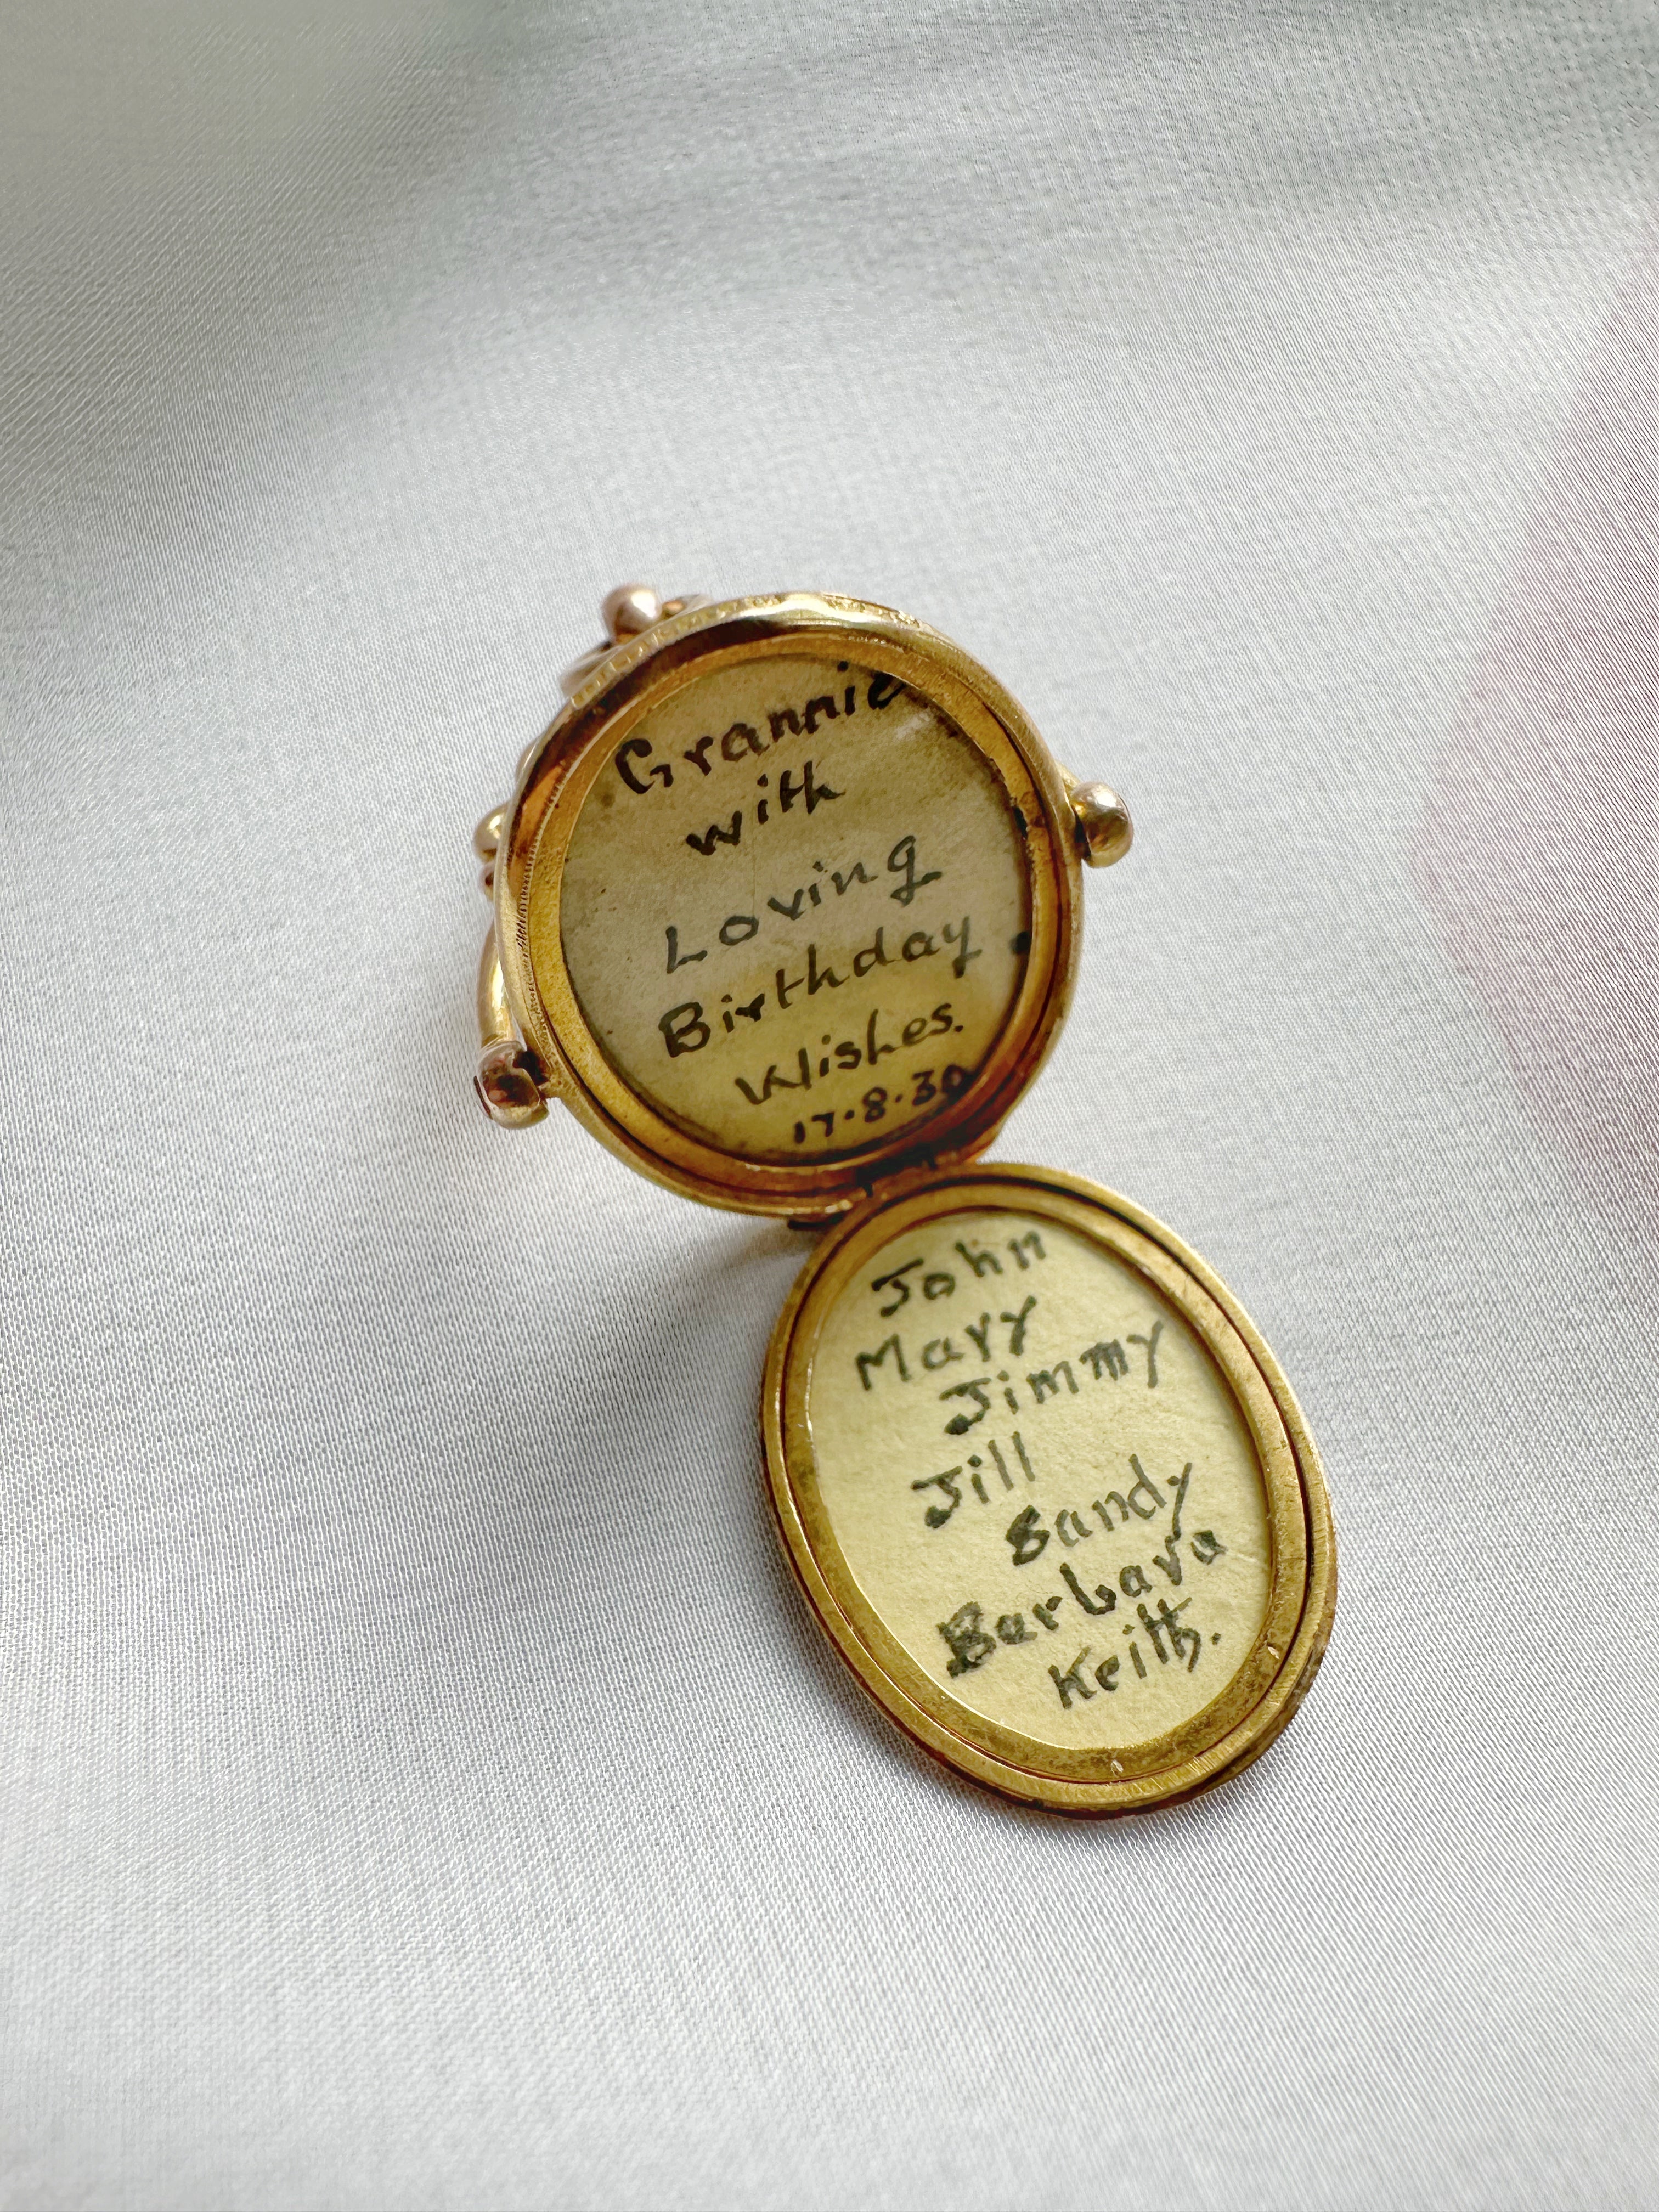 Grannie
with
Loving
Birthday
Wishes.
17.8.30
John
Mary
Jimmy
Jill
Sandy
Barbara
Keith.